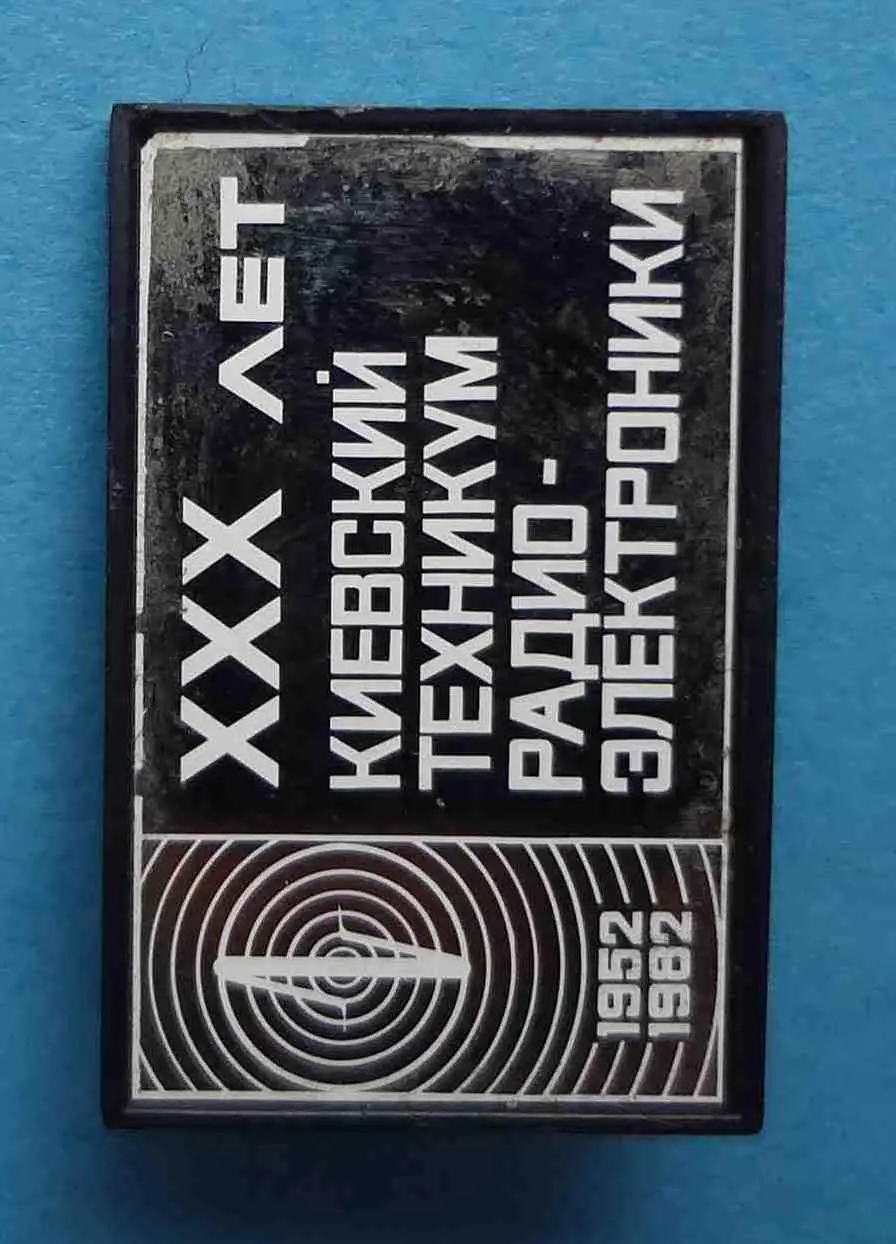 XXX ЛЕТ
КИЕВСКИЙ
ТЕХНИКУМ
РАДИО-
ЭЛЕКТРОНИКИ
1952
1982